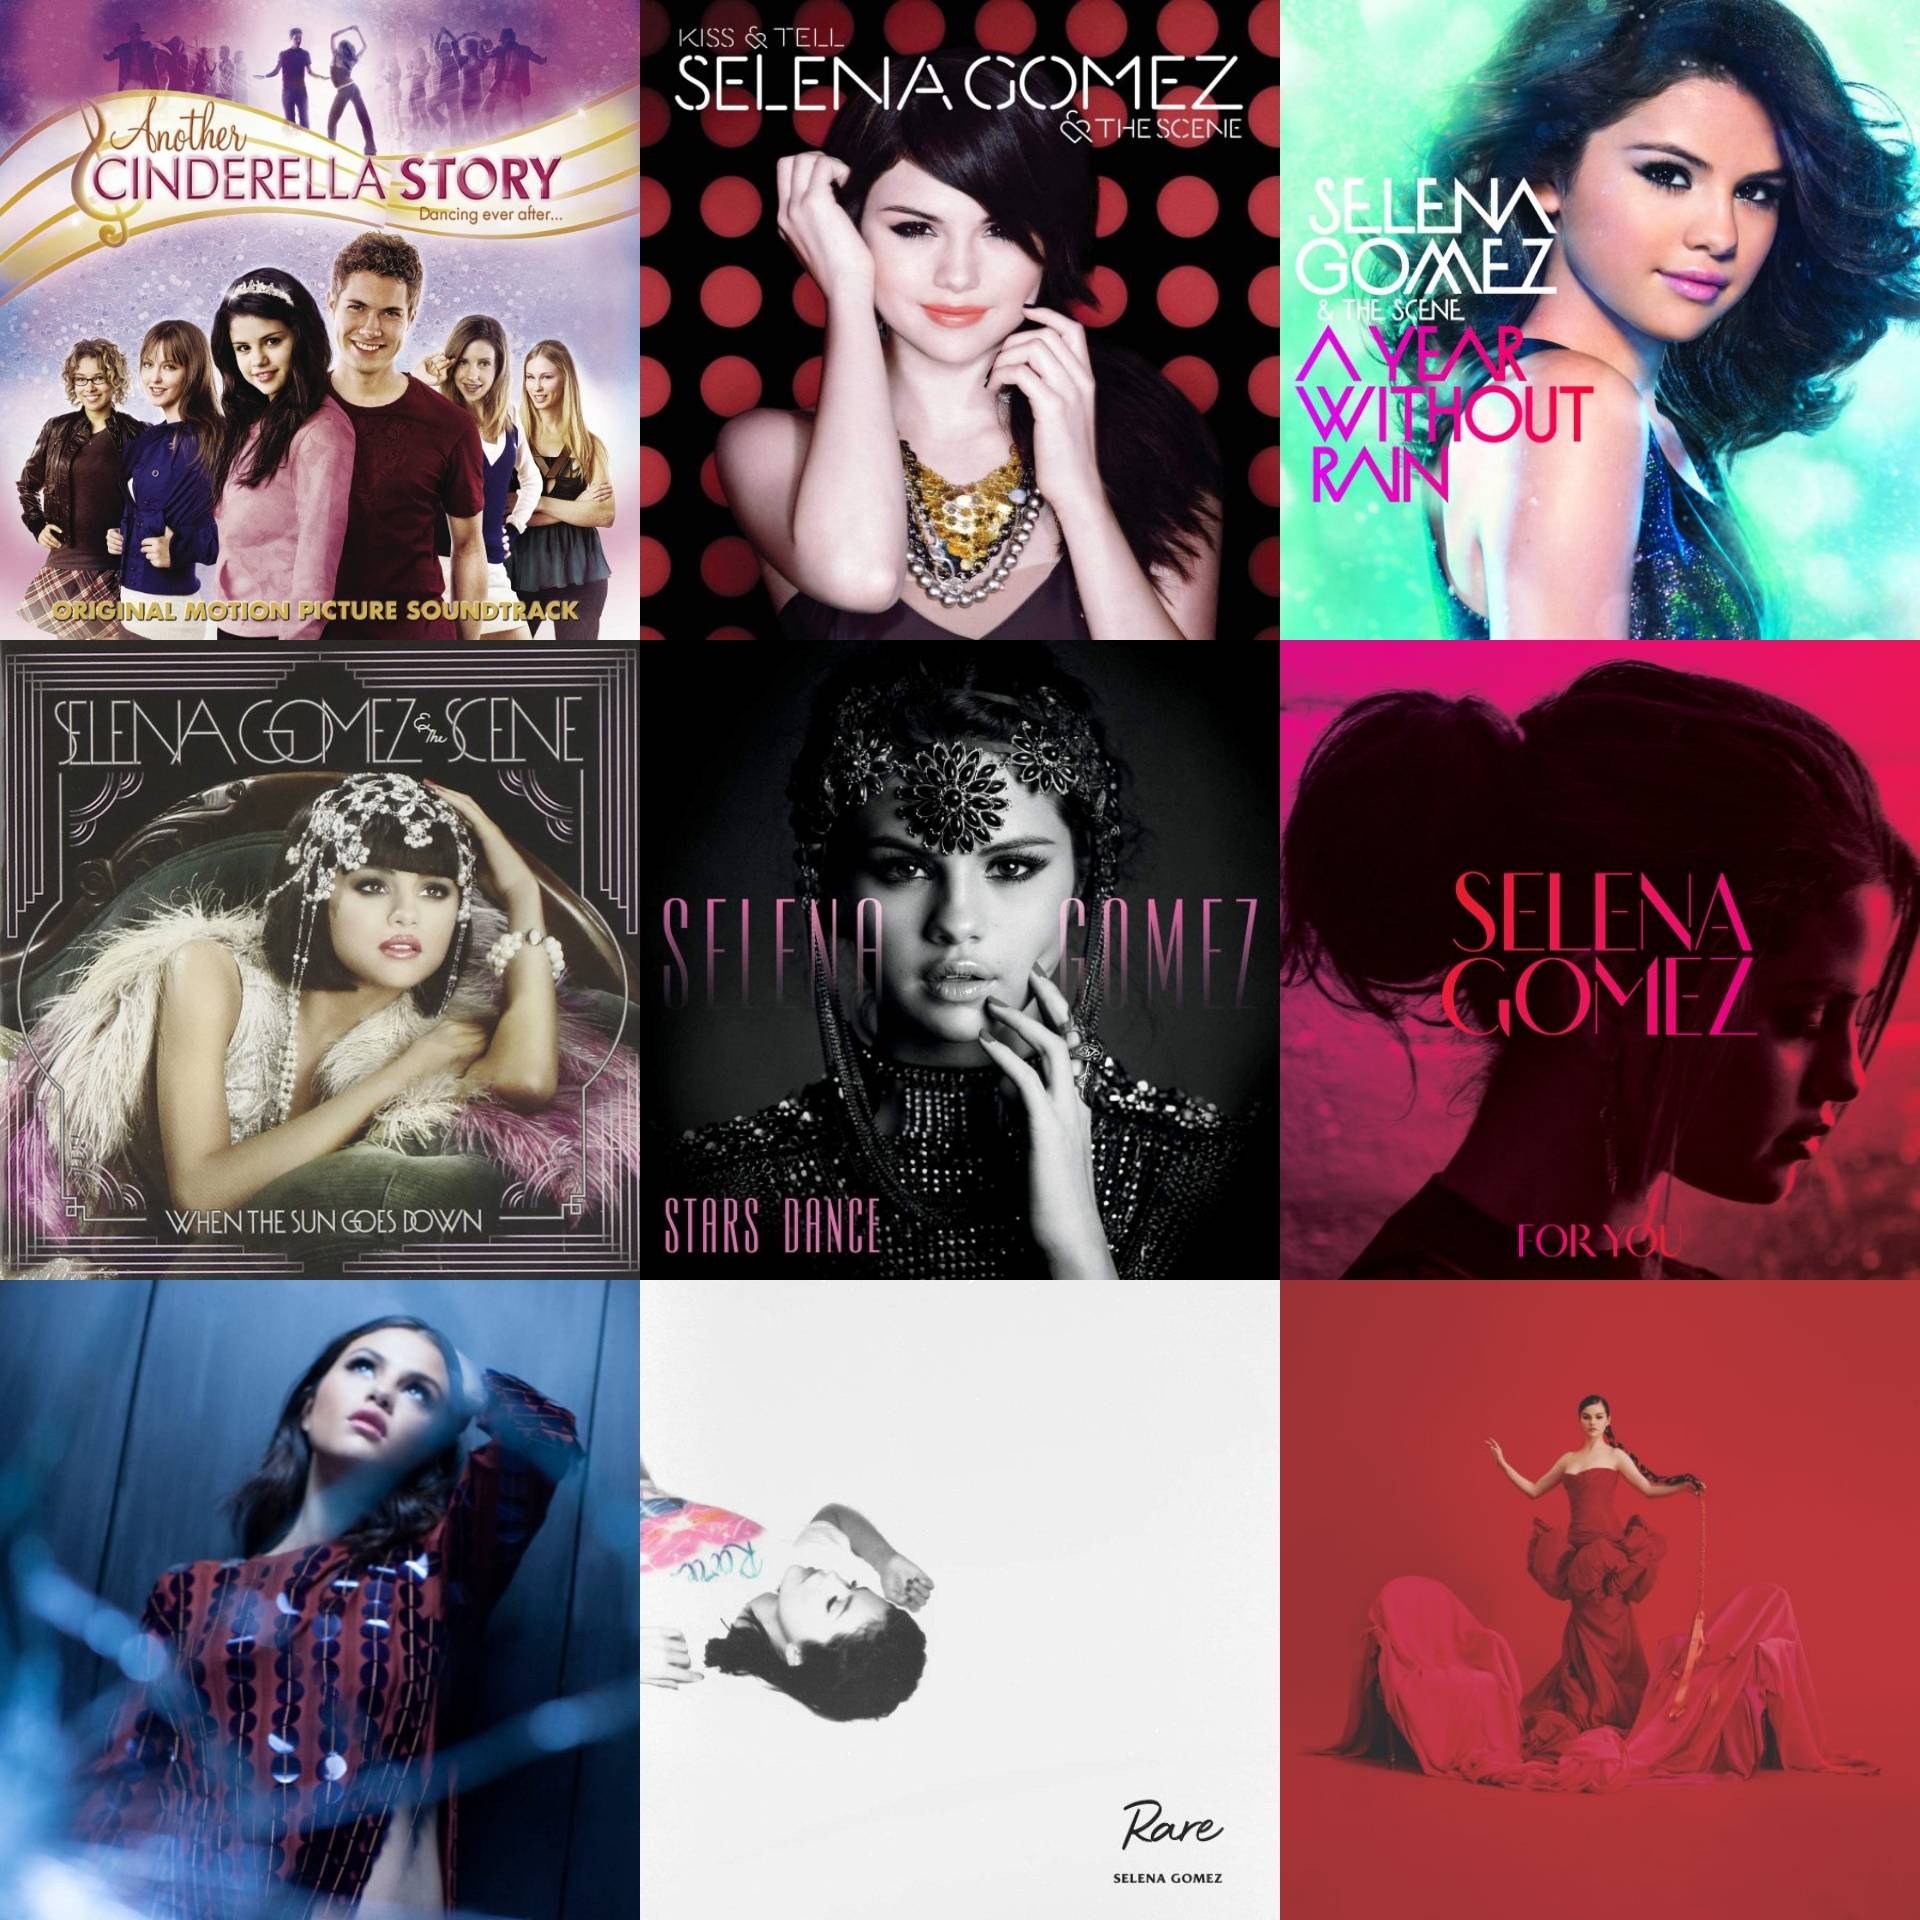 Another
CINDERELLA STORY
Dancing ever after...
ORIGINAL MOTION PICTURE SOUNDTRACK
KISS & TELL
SELENA GOMEZ
& THE SCENE
SELENA
GOMEZ
& THE SCENE
A YEAR
WITHOUT
RAIN
SELENA GOMEZ & The SCENE
WHEN THE SUN GOES DOWN
SELENA GOMEZ
STARS DANCE
SELENA
GOMEZ
FOR YOU
Rare
Rare
SELENA GOMEZ